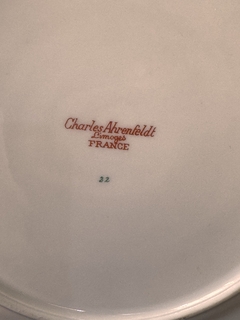 Charles Ahrenfeldt
Limoges
FRANCE
22